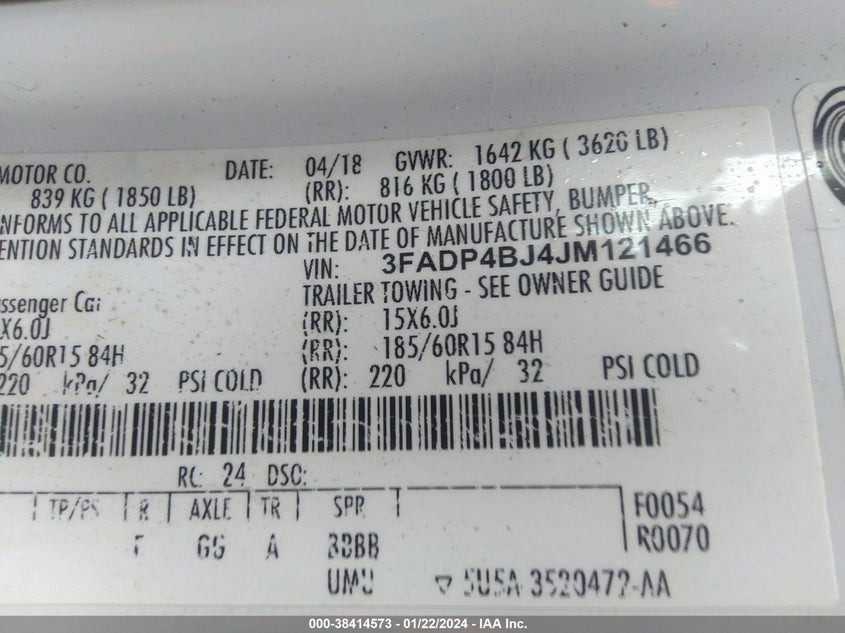 MOTOR CO. DATE: 04/18 GVWR: 1642 KG ( 3620 LB)
839 KG ( 1850 LB) (RR): 816 KG ( 1800 LB)
NFORMS TO ALL APPLICABLE FEDERAL MOTOR VEHICLE SAFETY, BUMPER,
ENTION STANDARDS IN EFFECT ON THE DATE OF MANUFACTURE SHOWN ABOVE.
VIN: 3FADP4BJ4JM121466
assenger Car TRAILER TOWING - SEE OWNER GUIDE
X6.0J (RR): 15X6.0J
5/60R15 84H (RR): 185/60R15 84H
220 kPa/ 32 PSI COLD (RR): 220 kPa/ 32 PSI COLD
RC: 24 DSO:
TP/PS R AXLE TR SPR F0054
F GG A BBBB R0070
UMU ▽ 5U5A-3520472-AA
000-38414573 - 01/22/2024 - IAA Inc.